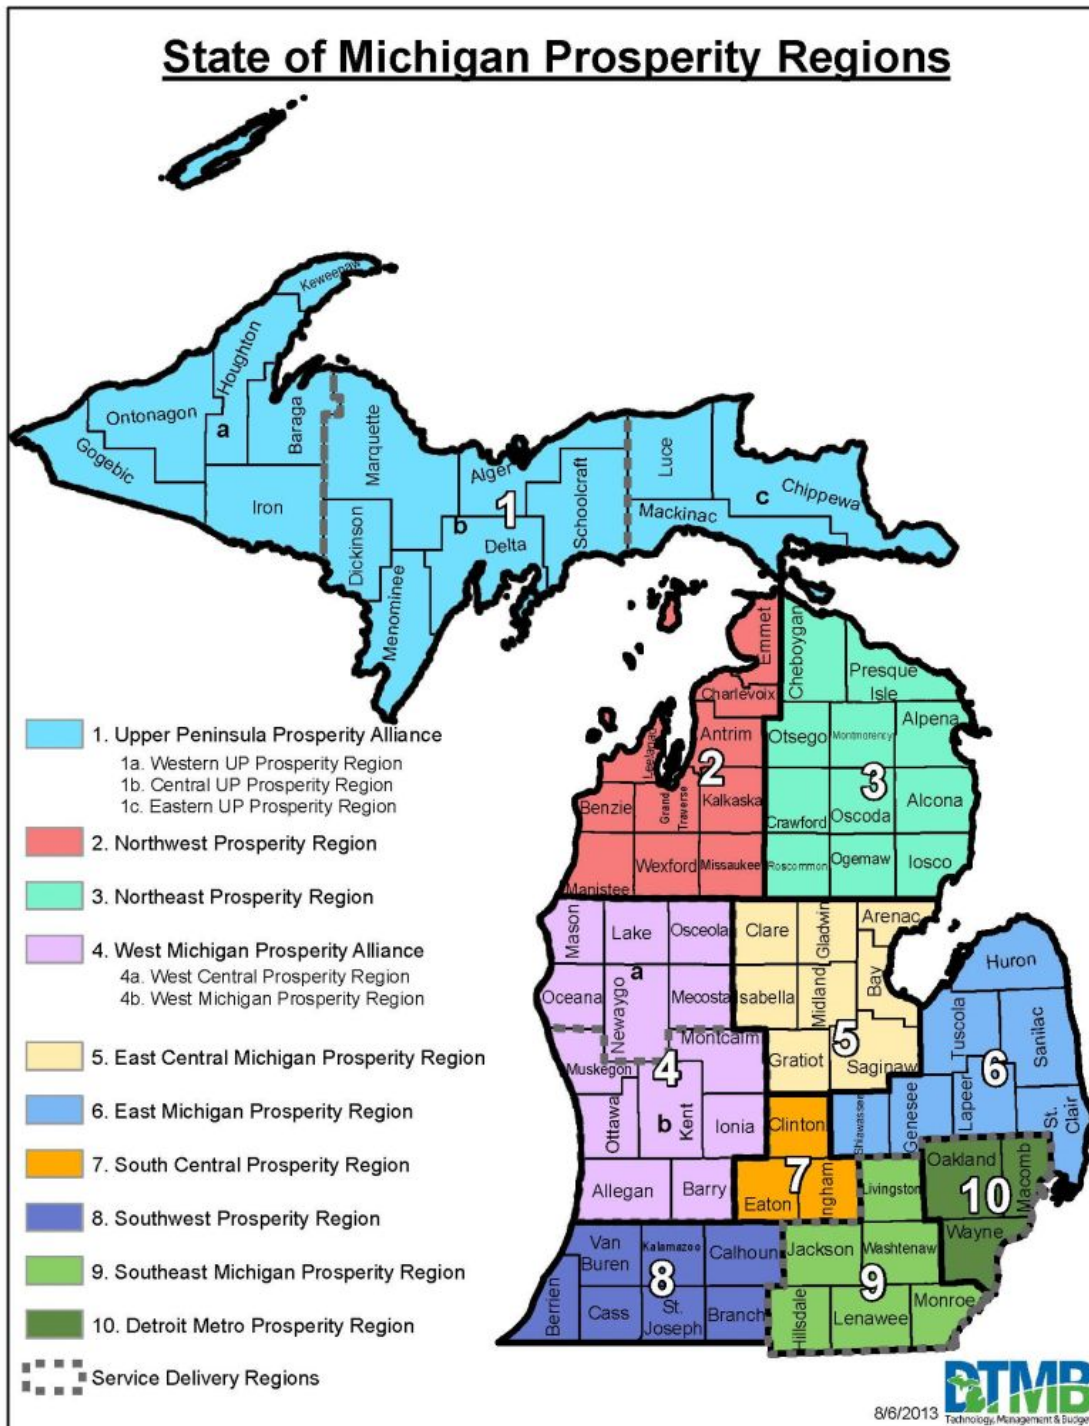 State of Michigan Prosperity Regions
Keweenaw
Houghton
Ontonagon
a
Baraga
Gogebic
Iron
Marquette
Alger
1
b
Schoolcraft
Delta
Dickinson
Menominee
Luce
c
Chippewa
Mackinac
Emmet
Cheboygan
Presque
Isle
Charlevoix
Antrim
Otsego
Montmorency
Alpena
Leelanau
2
3
Benzie
Grand
Traverse
Kalkaska
Crawford
Oscoda
Alcona
Manistee
Wexford
Missaukee
Roscommon
Ogemaw
Iosco
Mason
Lake
Osceola
Clare
Gladwin
Arenac
a
Oceana
Newaygo
Mecosta
Isabella
Midland
Bay
Huron
Muskegon
4
Montcalm
Gratiot
5
Saginaw
Tuscola
Sanilac
6
Ottawa
b
Kent
Ionia
Clinton
Shiawassee
Genesee
Lapeer
St.
Clair
Allegan
Barry
Eaton
7
Ingham
Livingston
Oakland
10
Macomb
Wayne
Van
Buren
Kalamazoo
Calhoun
Jackson
Washtenaw
8
9
Berrien
Cass
St.
Joseph
Branch
Hillsdale
Lenawee
Monroe
1. Upper Peninsula Prosperity Alliance
1a. Western UP Prosperity Region
1b. Central UP Prosperity Region
1c. Eastern UP Prosperity Region
2. Northwest Prosperity Region
3. Northeast Prosperity Region
4. West Michigan Prosperity Alliance
4a. West Central Prosperity Region
4b. West Michigan Prosperity Region
5. East Central Michigan Prosperity Region
6. East Michigan Prosperity Region
7. South Central Prosperity Region
8. Southwest Prosperity Region
9. Southeast Michigan Prosperity Region
10. Detroit Metro Prosperity Region
Service Delivery Regions
8/6/2013
DTMB
Technology, Management & Budge